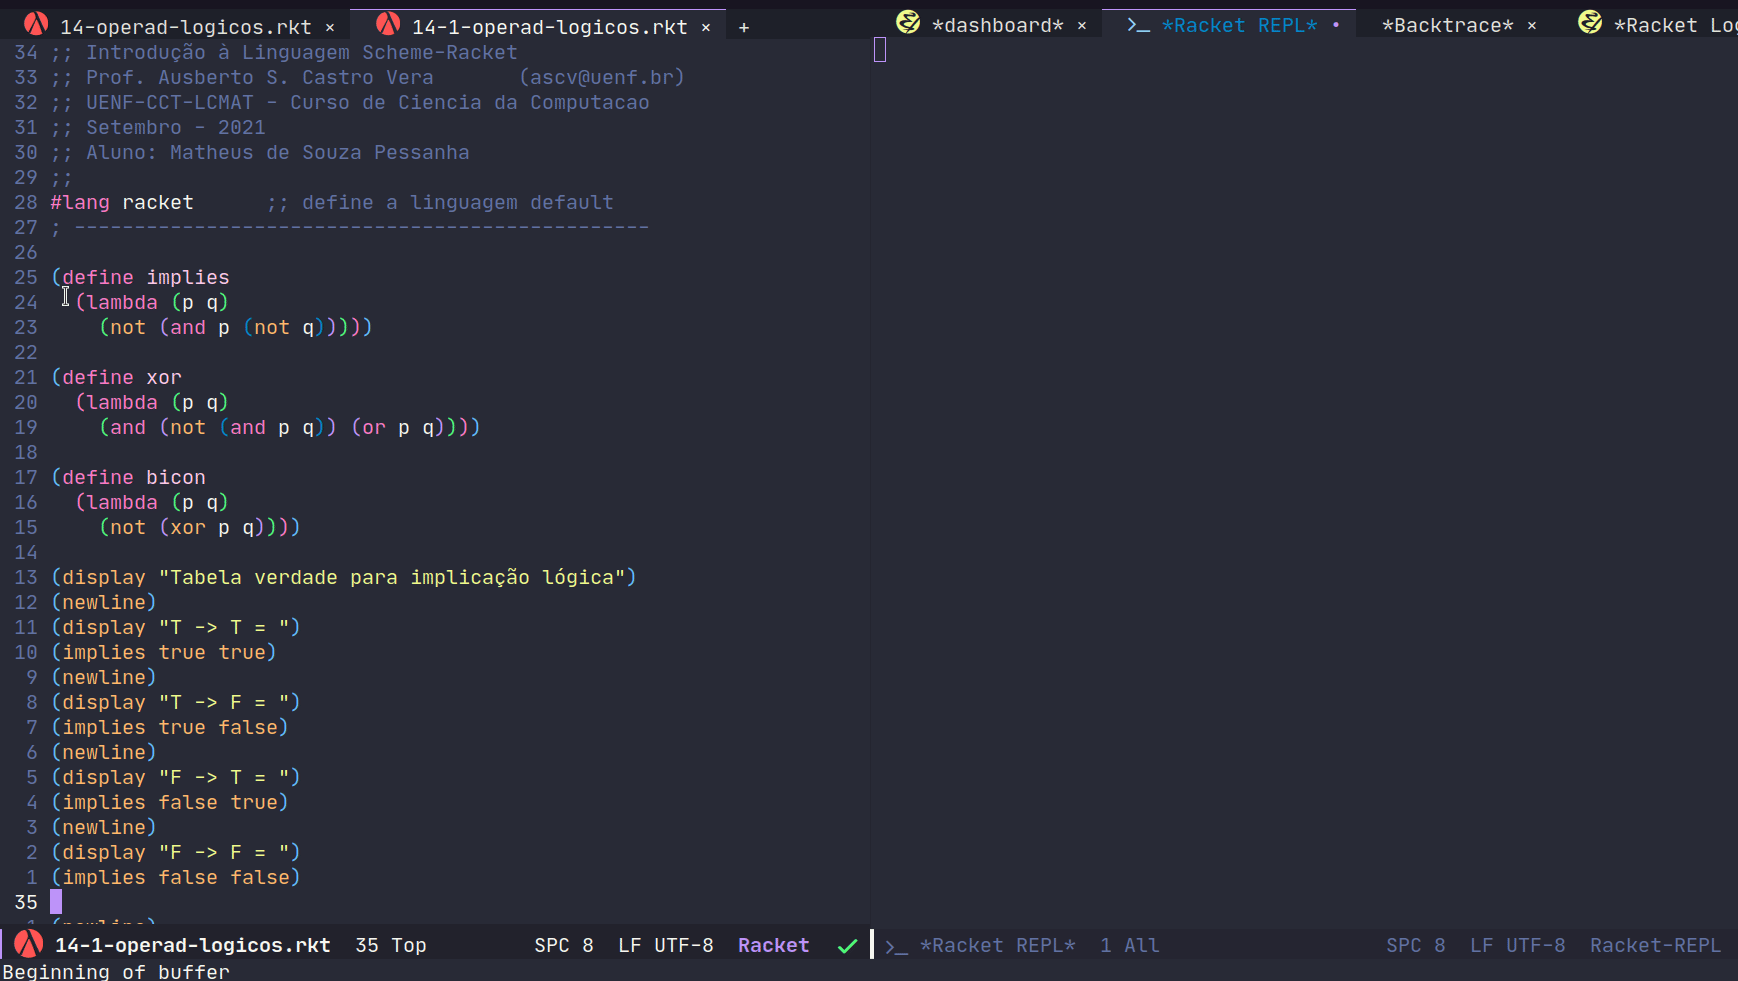 14-operad-logicos.rkt × 14-1-operad-logicos.rkt × + *dashboard* × >_ *Racket REPL* • *Backtrace* × *Racket Log
34 ;; Introdução à Linguagem Scheme-Racket
33 ;; Prof. Ausberto S. Castro Vera (ascv@uenf.br)
32 ;; UENF-CCT-LCMAT - Curso de Ciencia da Computacao
31 ;; Setembro - 2021
30 ;; Aluno: Matheus de Souza Pessanha
29 ;;
28 #lang racket ;; define a linguagem default
27 ; ------------------------------------------------
26
25 (define implies
24 (lambda (p q)
23 (not (and p (not q)))))
22
21 (define xor
20 (lambda (p q)
19 (and (not (and p q)) (or p q))))
18
17 (define bicon
16 (lambda (p q)
15 (not (xor p q))))
14
13 (display "Tabela verdade para implicação lógica")
12 (newline)
11 (display "T -> T = ")
10 (implies true true)
9 (newline)
8 (display "T -> F = ")
7 (implies true false)
6 (newline)
5 (display "F -> T = ")
4 (implies false true)
3 (newline)
2 (display "F -> F = ")
1 (implies false false)
35
1 (newline)
14-1-operad-logicos.rkt 35 Top SPC 8 LF UTF-8 Racket ✓ >_ *Racket REPL* 1 All SPC 8 LF UTF-8 Racket-REPL
Beginning of buffer